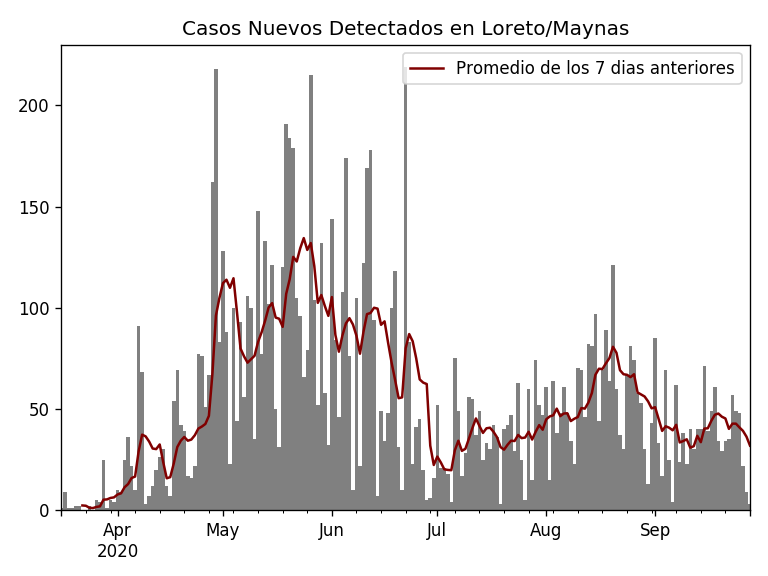 Casos Nuevos Detectados en Loreto/Maynas
Promedio de los 7 dias anteriores
200
150
100
50
0
Apr May Jun Jul Aug Sep
2020